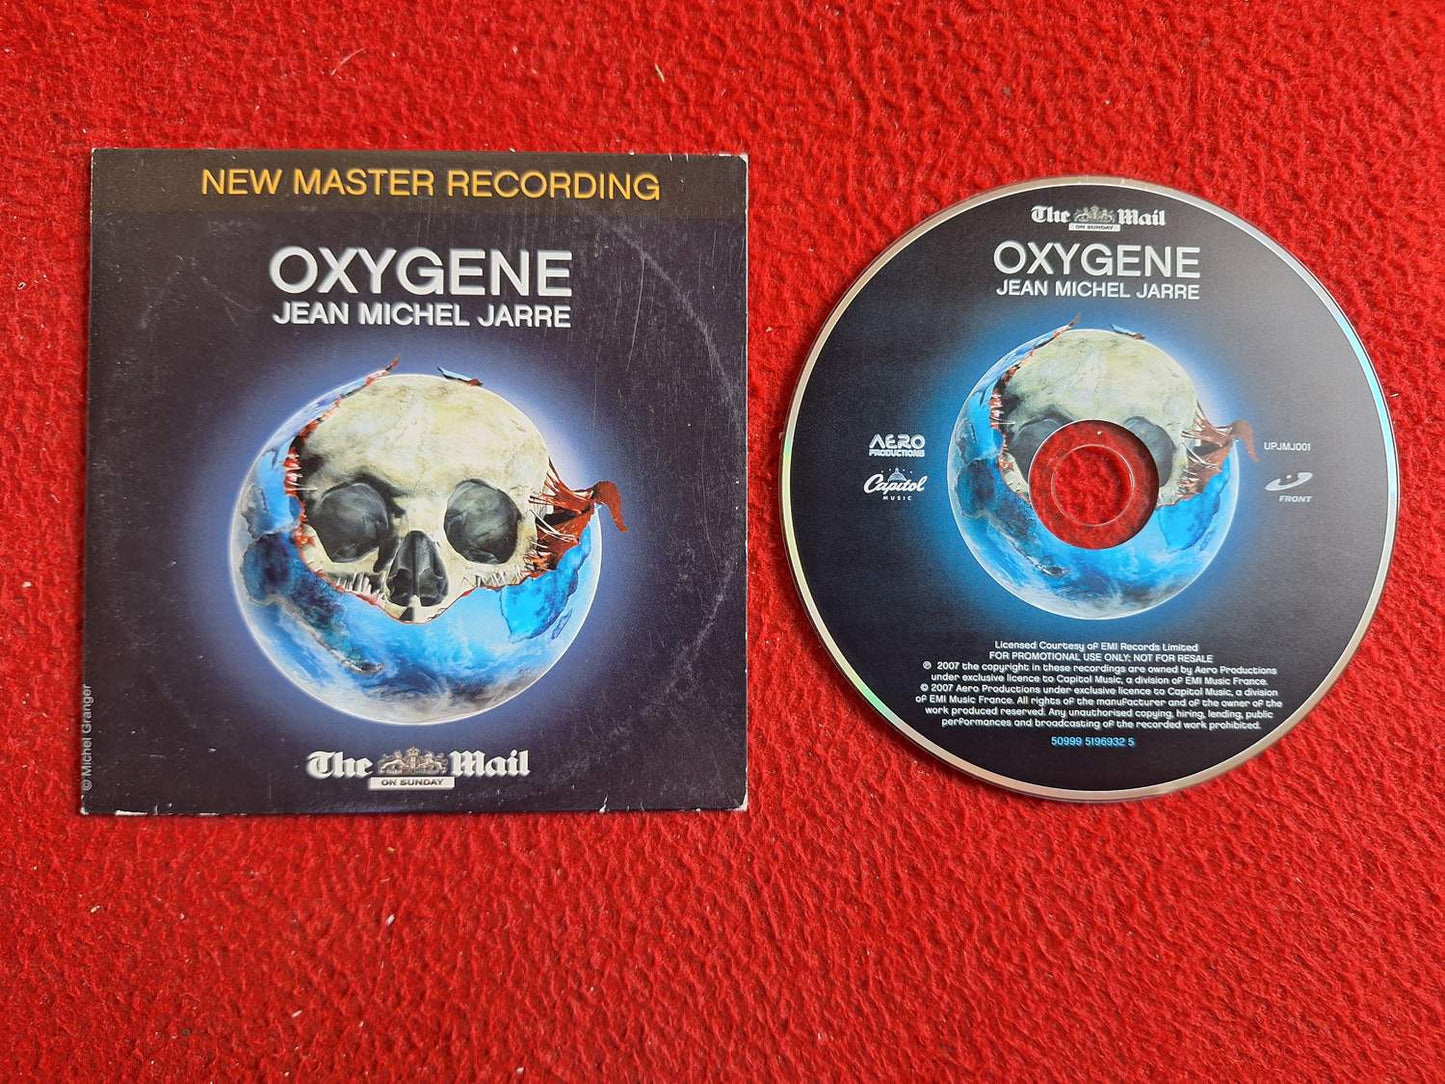 NEW MASTER RECORDING
OXYGENE
JEAN MICHEL JARRE
© Michel Granger
The Mail
ON SUNDAY
The Mail
ON SUNDAY
OXYGENE
JEAN MICHEL JARRE
AERO
PRODUCTIONS
Capitol
MUSIC
UPJMJ001
FRONT
Licensed Courtesy of EMI Records Limited
FOR PROMOTIONAL USE ONLY; NOT FOR RESALE
℗ 2007 the copyright in these recordings are owned by Aero Productions
under exclusive licence to Capitol Music, a division of EMI Music France.
© 2007 Aero Productions under exclusive licence to Capitol Music, a division
of EMI Music France. All rights of the manufacturer and of the owner of the
work produced reserved. Any unauthorised copying, hiring, lending, public
performances and broadcasting of the recorded work prohibited.
50999 5196932 5